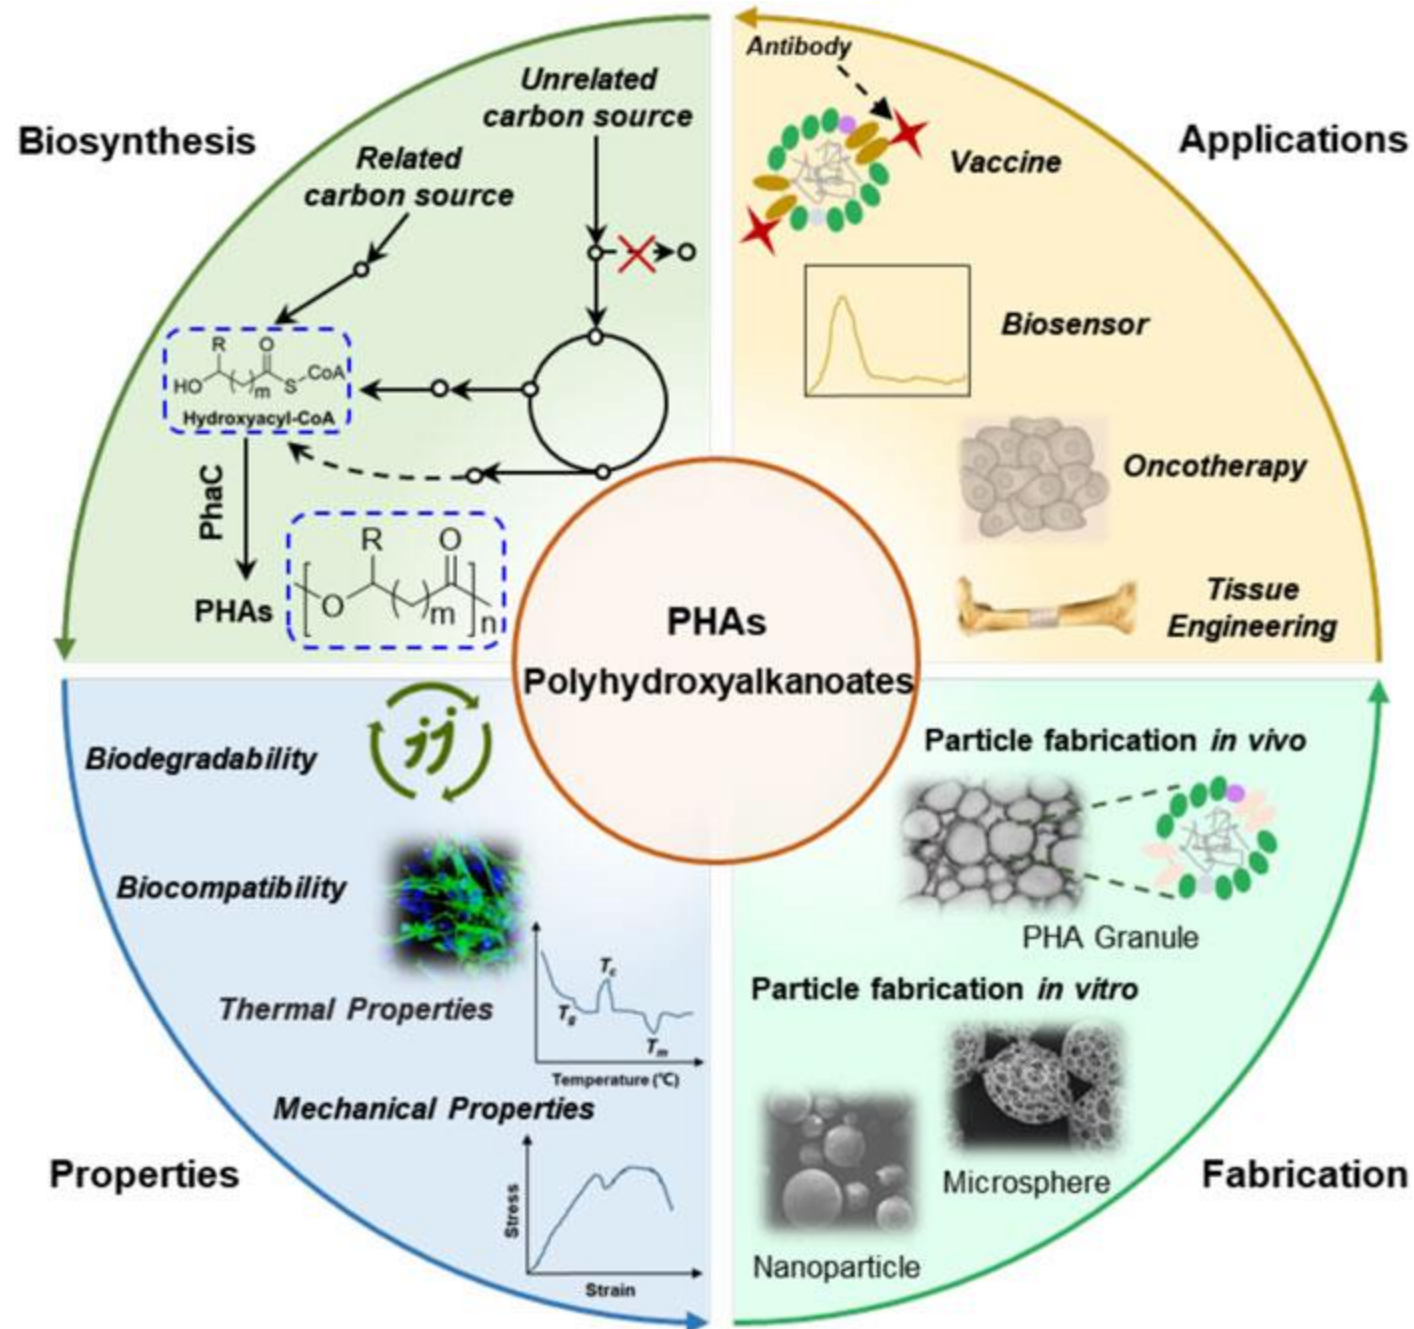 Biosynthesis
Unrelated
carbon source
Related
carbon source
R
O
HO
m
S
CoA
Hydroxyacyl-CoA
PhaC
PHAs
R
O
O
m
n
Applications
Antibody
Vaccine
Biosensor
Oncotherapy
Tissue
Engineering
PHAs
Polyhydroxyalkanoates
Properties
Biodegradability
Biocompatibility
Thermal Properties
Tc
Tg
Tm
Temperature (℃)
Mechanical Properties
Stress
Strain
Fabrication
Particle fabrication in vivo
PHA Granule
Particle fabrication in vitro
Microsphere
Nanoparticle